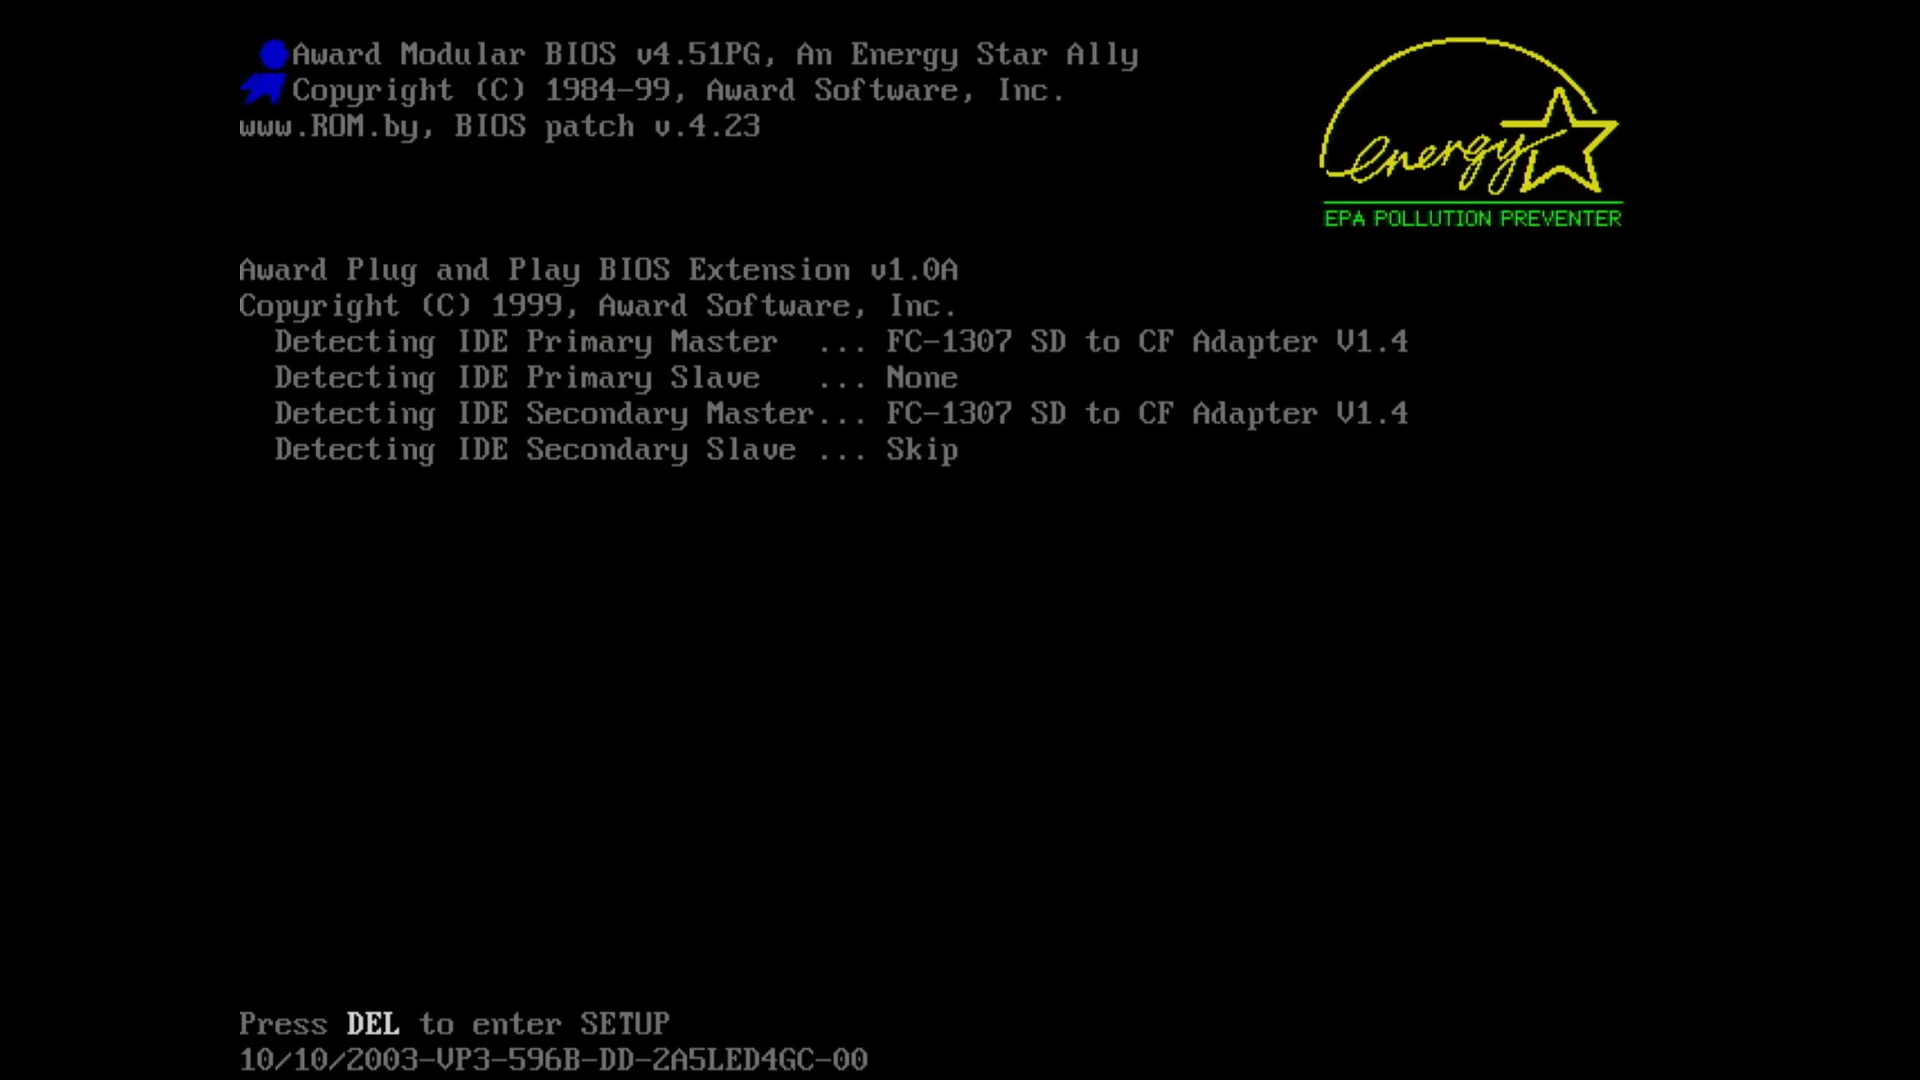 Award Modular BIOS v4.51PG, An Energy Star Ally
Copyright (C) 1984-99, Award Software, Inc.
www.ROM.by, BIOS patch v.4.23
energy
EPA POLLUTION PREVENTER
Award Plug and Play BIOS Extension v1.0A
Copyright (C) 1999, Award Software, Inc.
Detecting IDE Primary Master ... FC-1307 SD to CF Adapter V1.4
Detecting IDE Primary Slave ... None
Detecting IDE Secondary Master... FC-1307 SD to CF Adapter V1.4
Detecting IDE Secondary Slave ... Skip
Press DEL to enter SETUP
10/10/2003-VP3-596B-DD-2A5LED4GC-00